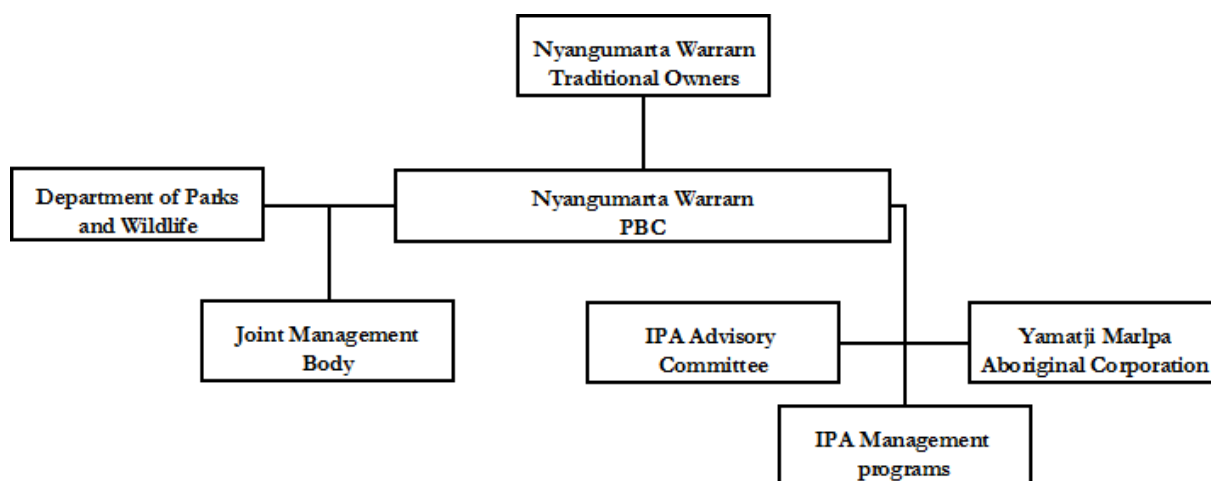 Nyangumarta Warrarn
Traditional Owners
Department of Parks
and Wildlife
Nyangumarta Warrarn
PBC
Joint Management
Body
IPA Advisory
Committee
Yamatji Marlpa
Aboriginal Corporation
IPA Management
programs